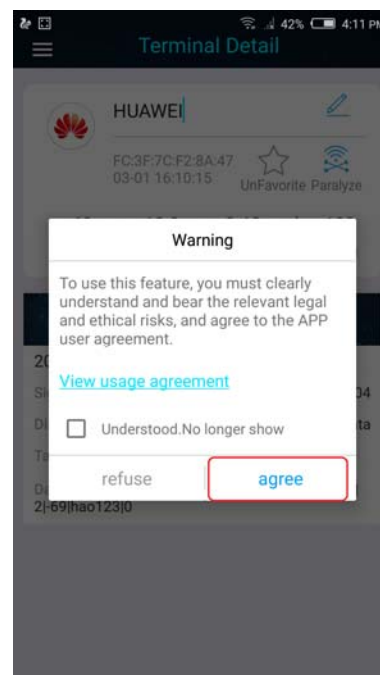 42% 4:11 PM
Terminal Detail
HUAWEI
FC:3F:7C:F2:8A:47
03-01 16:10:15
UnFavorite Paralyze
Warning
To use this feature, you must clearly
understand and bear the relevant legal
and ethical risks, and agree to the APP
user agreement.
View usage agreement
Understood.No longer show
refuse agree
2|-69|hao123|0